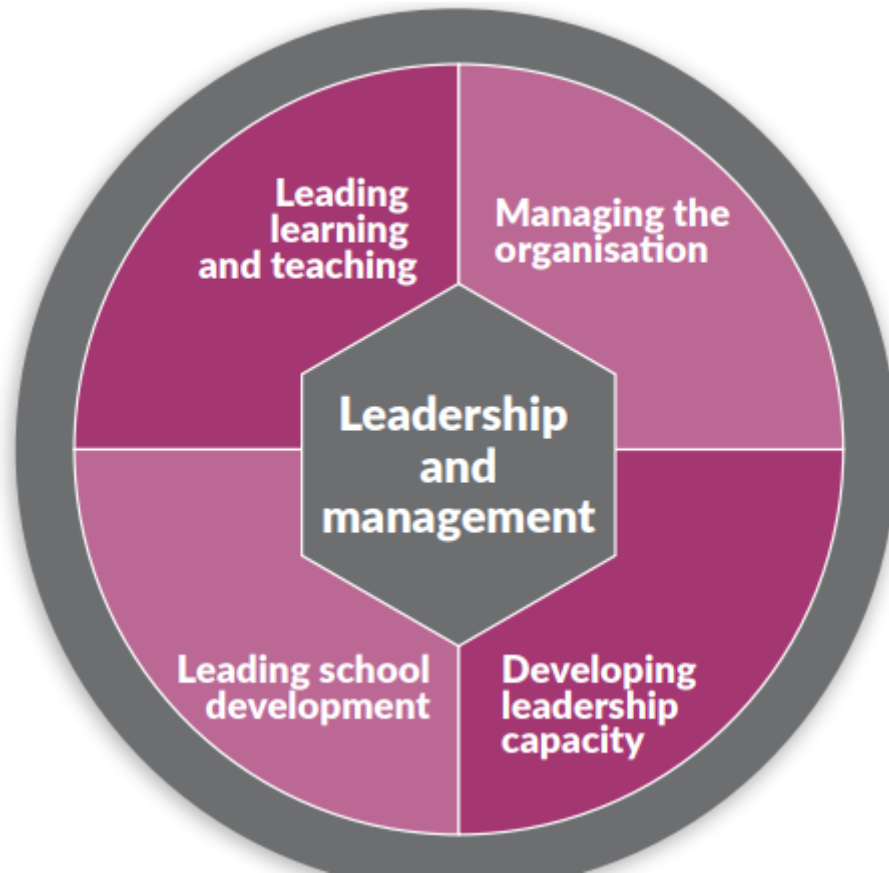 Leading
learning
and teaching
Managing the
organisation
Leadership
and
management
Leading school
development
Developing
leadership
capacity